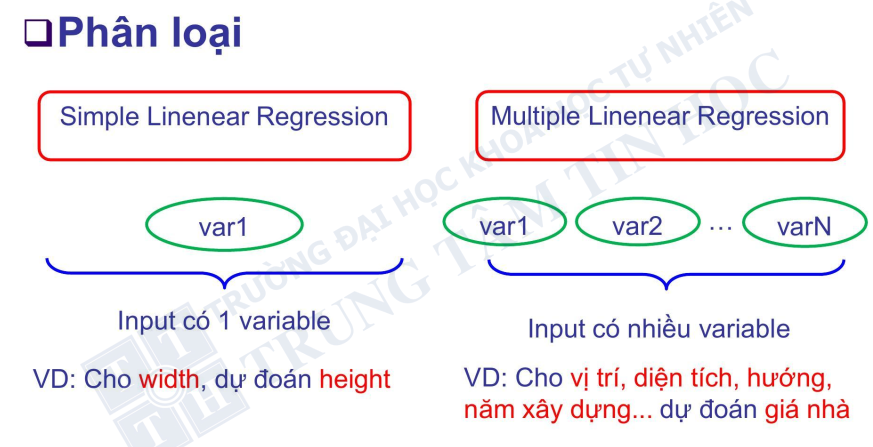 ❑Phân loại
Simple Linenear Regression
var1
Input có 1 variable
VD: Cho width, dự đoán height
Multiple Linenear Regression
var1 var2 ... varN
Input có nhiều variable
VD: Cho vị trí, diện tích, hướng,
năm xây dựng... dự đoán giá nhà
TRƯỜNG ĐẠI HỌC KHOA HỌC TỰ NHIÊN
TRUNG TÂM TIN HỌC